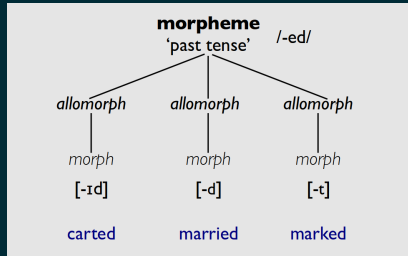 morpheme
'past tense' /-ed/
allomorph allomorph allomorph
morph morph morph
[-ɪd] [-d] [-t]
carted married marked